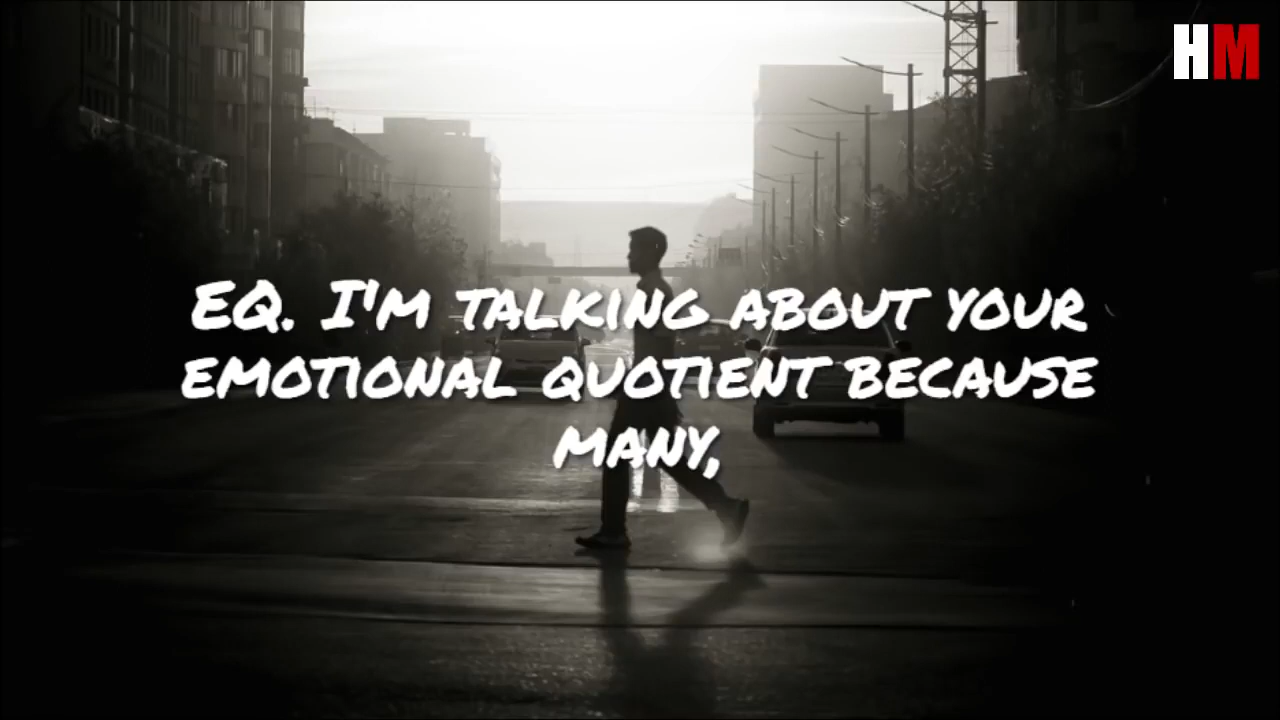 HM
EQ. I'M TALKING ABOUT YOUR
EMOTIONAL QUOTIENT BECAUSE
MANY,